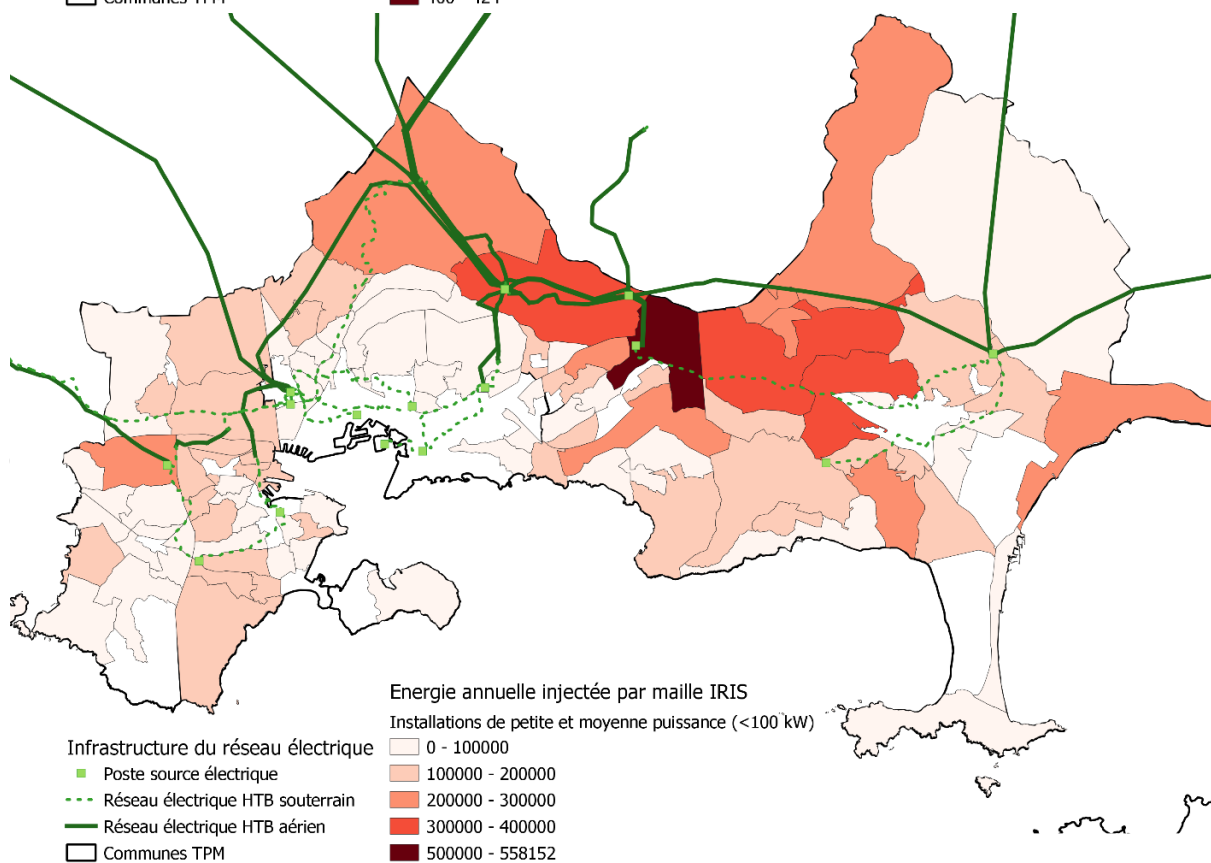 Energie annuelle injectée par maille IRIS
Installations de petite et moyenne puissance (<100 kW)
0 - 100000
100000 - 200000
200000 - 300000
300000 - 400000
500000 - 558152
Infrastructure du réseau électrique
Poste source électrique
Réseau électrique HTB souterrain
Réseau électrique HTB aérien
Communes TPM